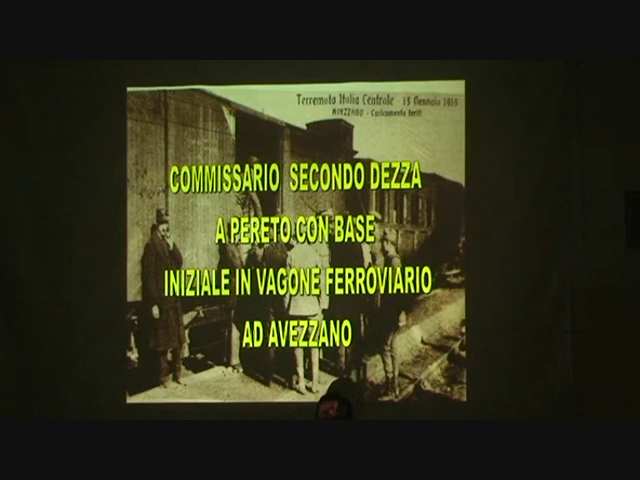 Terremoto Italia Centrale - 13 Gennaio 1915
AVEZZANO - Caricamento feriti
COMMISSARIO SECONDO DEZZA
A PERETO CON BASE
INIZIALE IN VAGONE FERROVIARIO
AD AVEZZANO